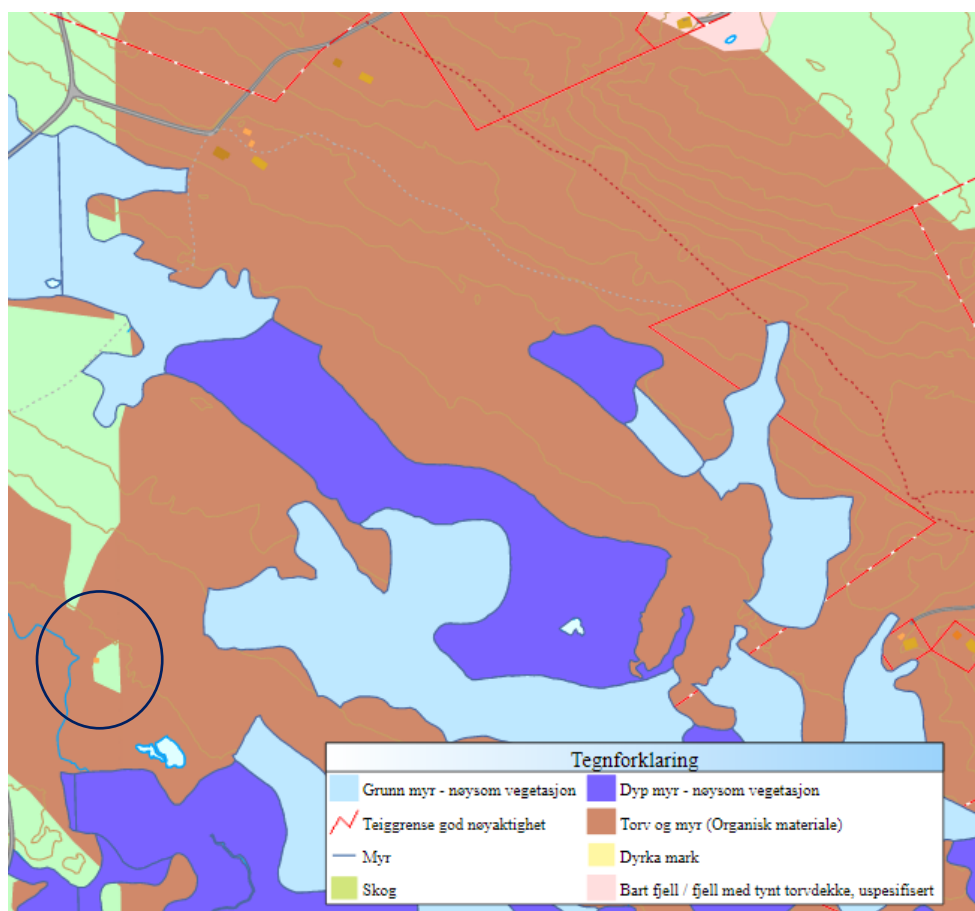 Tegnforklaring
Grunn myr - nøysom vegetasjon
Dyp myr - nøysom vegetasjon
Teiggrense god nøyaktighet
Torv og myr (Organisk materiale)
Myr
Dyrka mark
Skog
Bart fjell / fjell med tynt torvdekke, uspesifisert